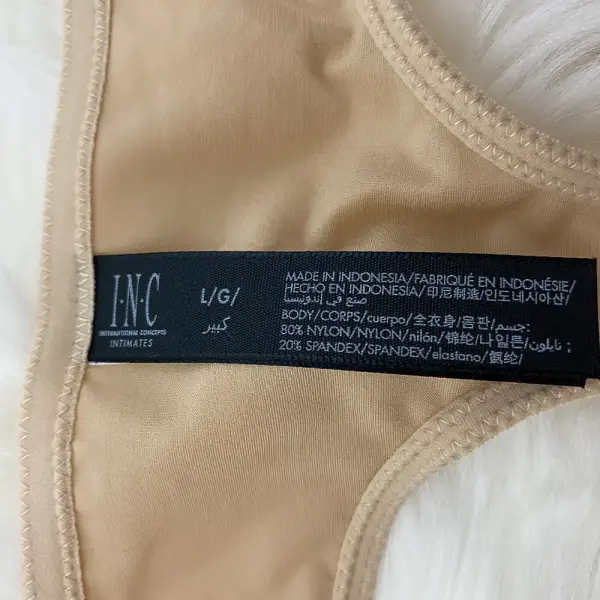 I·N·C
INTERNATIONAL CONCEPTS
INTIMATES
L/G/
كبير
MADE IN INDONESIA/FABRIQUÉ EN INDONÉSIE/
HECHO EN INDONESIA/印尼制造/인도네시아산/
صنع في إندونيسيا
BODY/CORPS/cuerpo/全衣身/몸판/جسم:
80% NYLON/NYLON/nilón/锦纶/나일론/نايلون ;
20% SPANDEX/SPANDEX/elastano/氨纶/